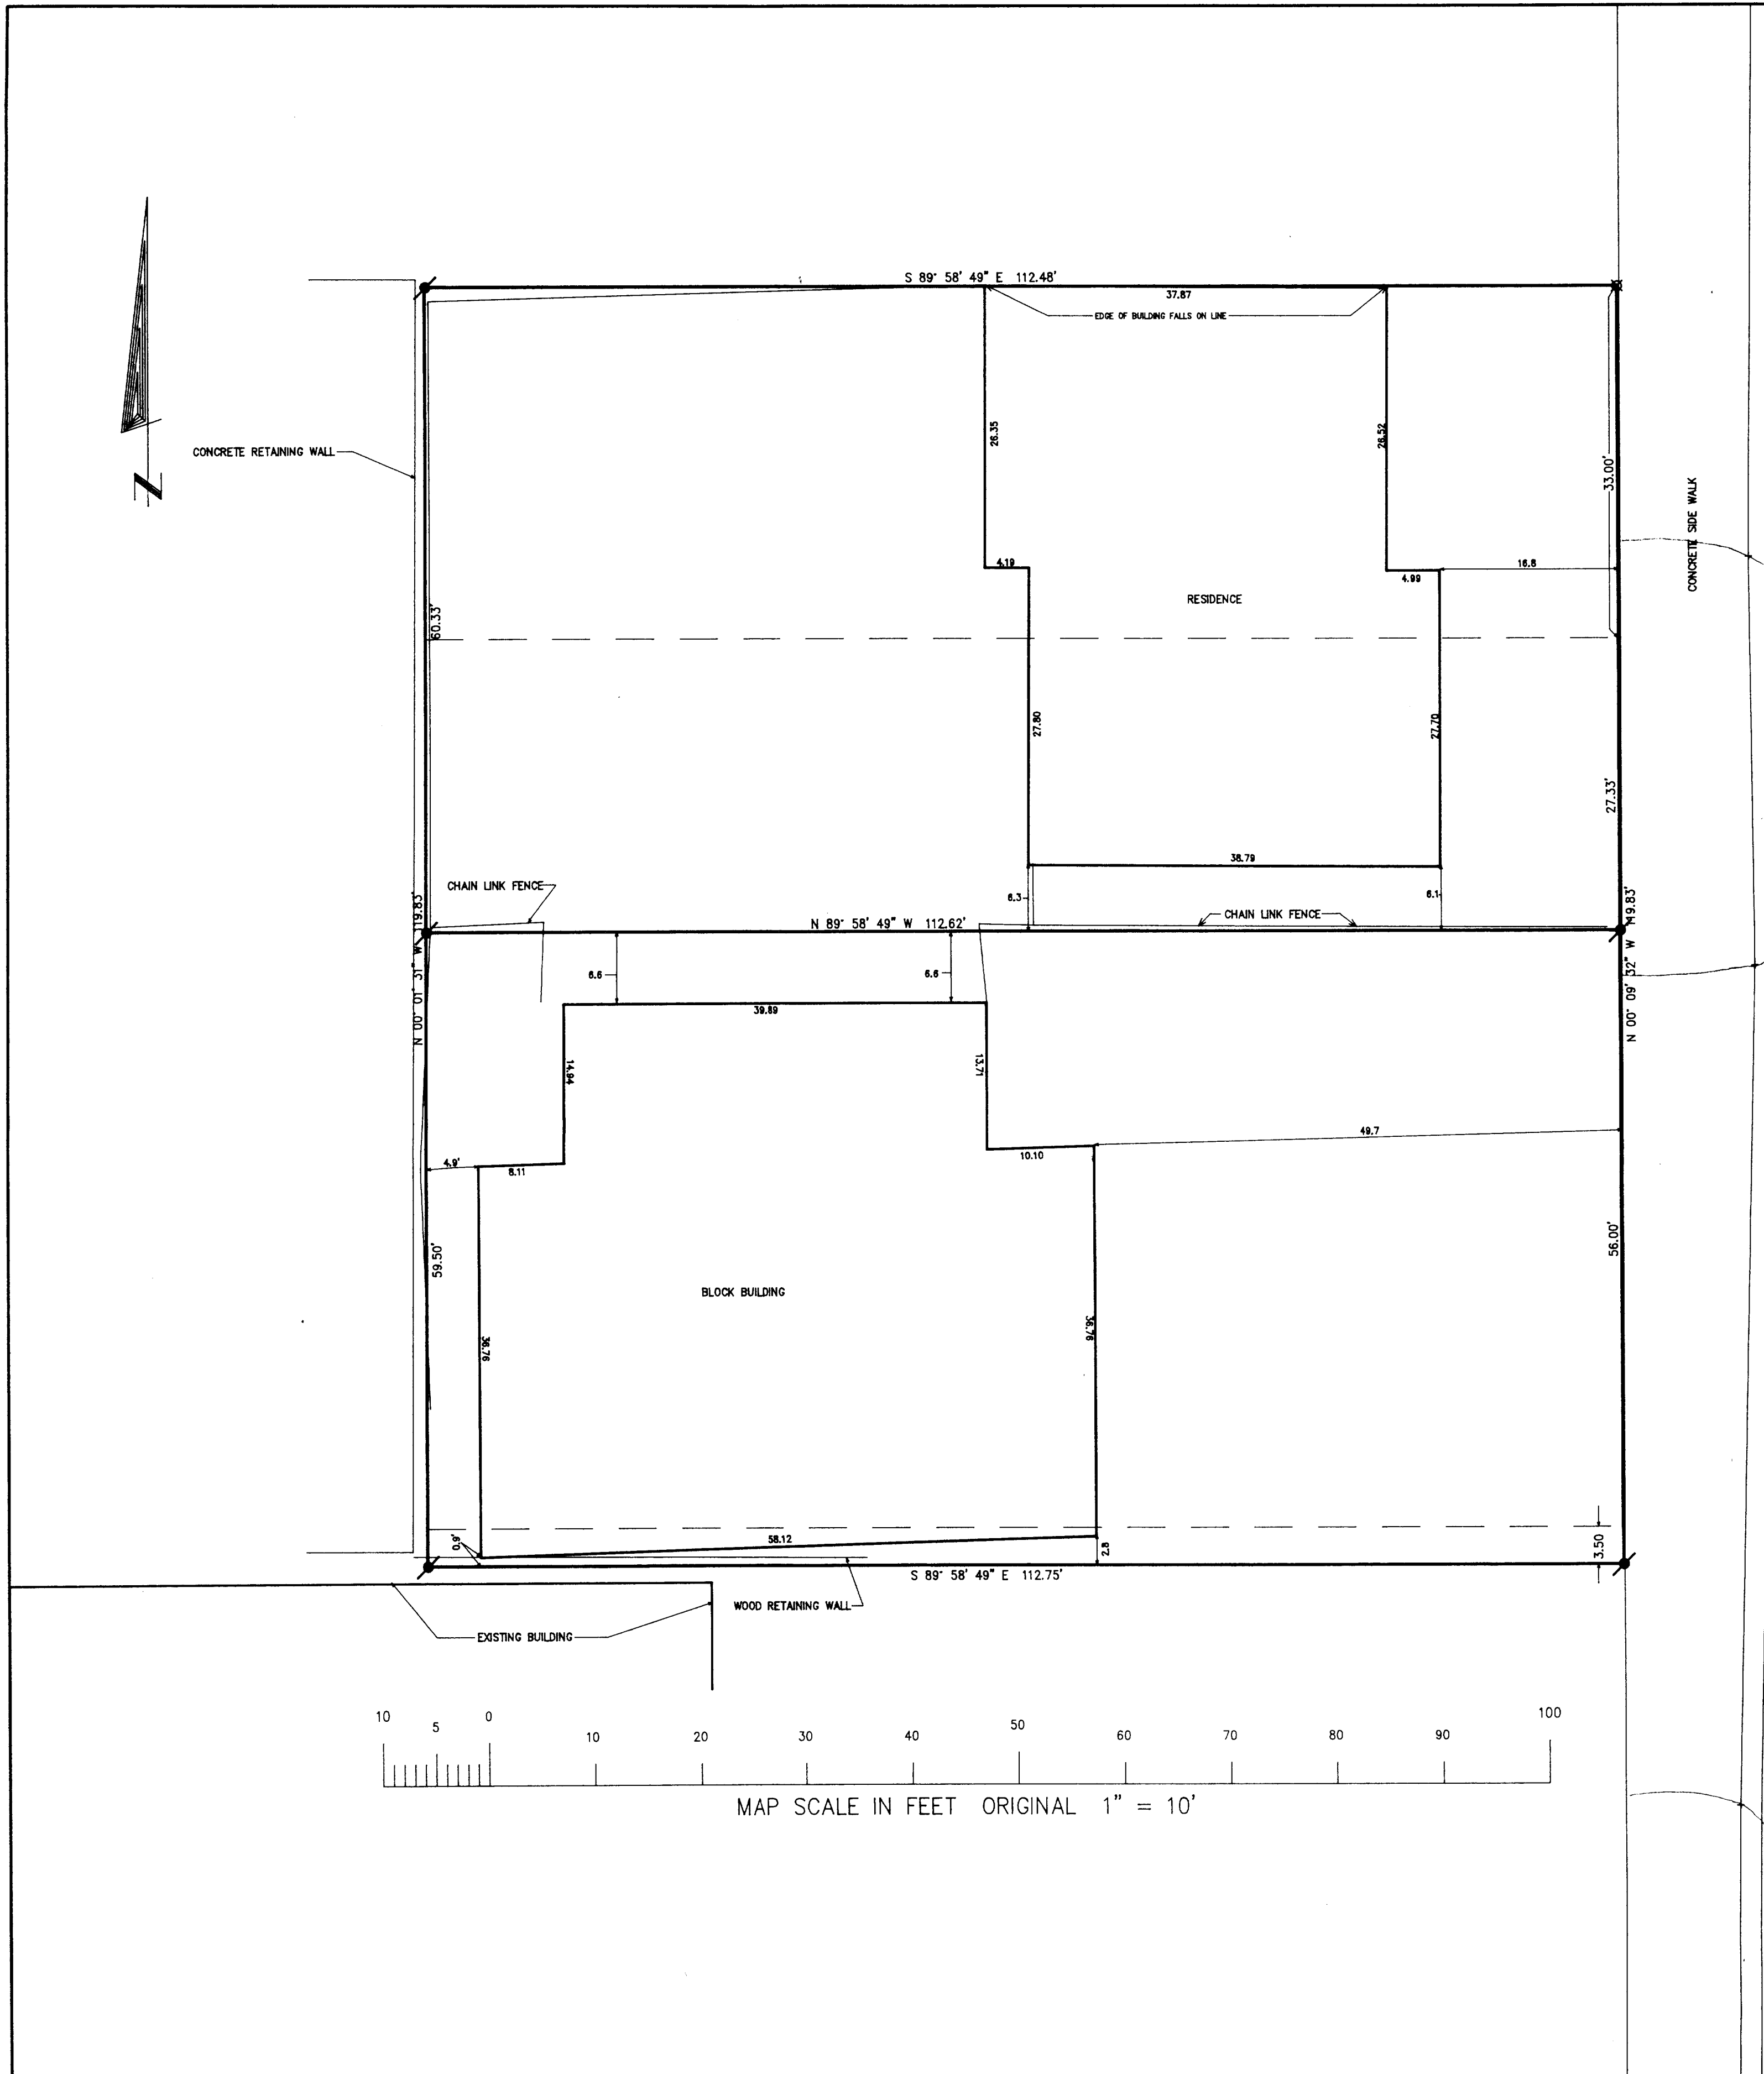 S 89° 58' 49" E 112.48'
37.87
EDGE OF BUILDING FALLS ON LINE
CONCRETE RETAINING WALL
N
26.35
26.52
33.00'
CONCRETE SIDE WALK
4.19
4.99
16.8
RESIDENCE
60.33'
27.80
27.70
27.33'
38.79
CHAIN LINK FENCE
6.3
6.1
CHAIN LINK FENCE
N 89° 58' 49" W 112.62'
N 00° 01' 31" W 119.83'
N 00° 09' 32" W 119.83'
6.6
6.6
39.89
14.94
13.71
49.7
10.10
4.9'
8.11
59.50'
56.00'
BLOCK BUILDING
36.76
36.76
58.12
0.9'
2.8
3.50
S 89° 58' 49" E 112.75'
WOOD RETAINING WALL
EXISTING BUILDING
10 5 0 10 20 30 40 50 60 70 80 90 100
MAP SCALE IN FEET ORIGINAL 1" = 10'